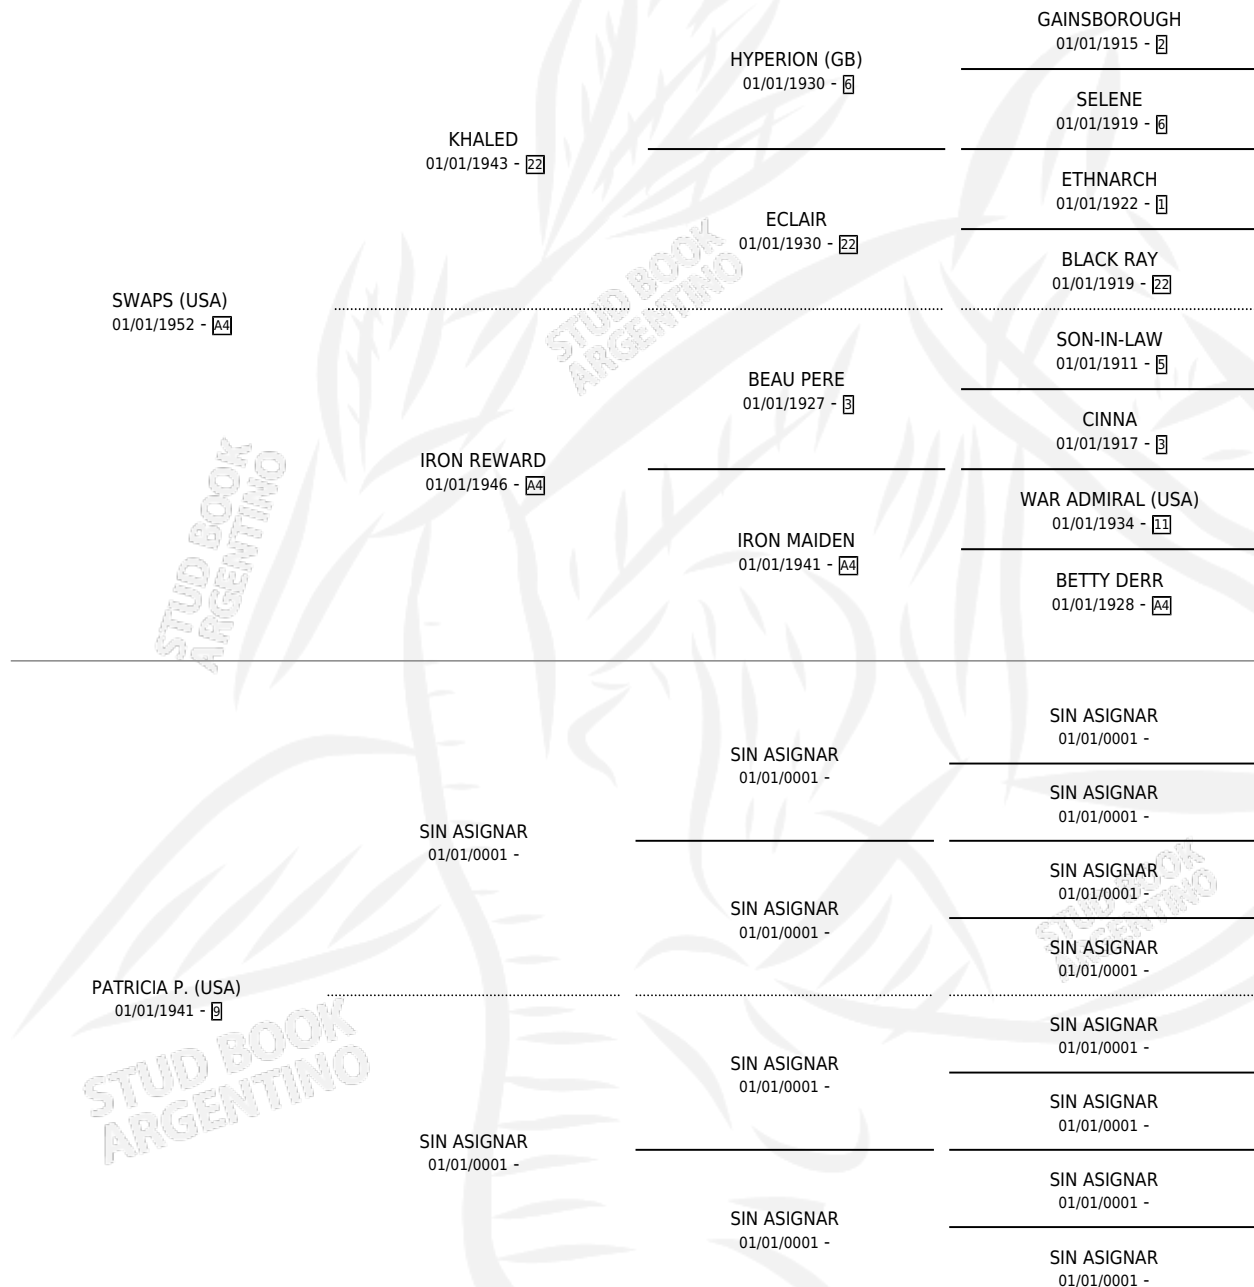 GAINSBOROUGH
01/01/1915 - 2
HYPERION (GB)
01/01/1930 - 6
SELENE
01/01/1919 - 6
KHALED
01/01/1943 - 22
ETHNARCH
01/01/1922 - 1
ECLAIR
01/01/1930 - 22
BLACK RAY
01/01/1919 - 22
SWAPS (USA)
01/01/1952 - A4
STUD BOOK
ARGENTINO
SON-IN-LAW
01/01/1911 - 5
BEAU PERE
01/01/1927 - 3
CINNA
01/01/1917 - 3
IRON REWARD
01/01/1946 - A4
WAR ADMIRAL (USA)
01/01/1934 - 11
IRON MAIDEN
01/01/1941 - A4
BETTY DERR
01/01/1928 - A4
STUD BOOK
ARGENTINO
SIN ASIGNAR
01/01/0001 -
SIN ASIGNAR
01/01/0001 -
SIN ASIGNAR
01/01/0001 -
SIN ASIGNAR
01/01/0001 -
SIN ASIGNAR
01/01/0001 -
SIN ASIGNAR
01/01/0001 -
SIN ASIGNAR
01/01/0001 -
STUD BOOK
ARGENTINO
PATRICIA P. (USA)
01/01/1941 - 9
STUD BOOK
ARGENTINO
SIN ASIGNAR
01/01/0001 -
SIN ASIGNAR
01/01/0001 -
SIN ASIGNAR
01/01/0001 -
SIN ASIGNAR
01/01/0001 -
SIN ASIGNAR
01/01/0001 -
SIN ASIGNAR
01/01/0001 -
SIN ASIGNAR
01/01/0001 -